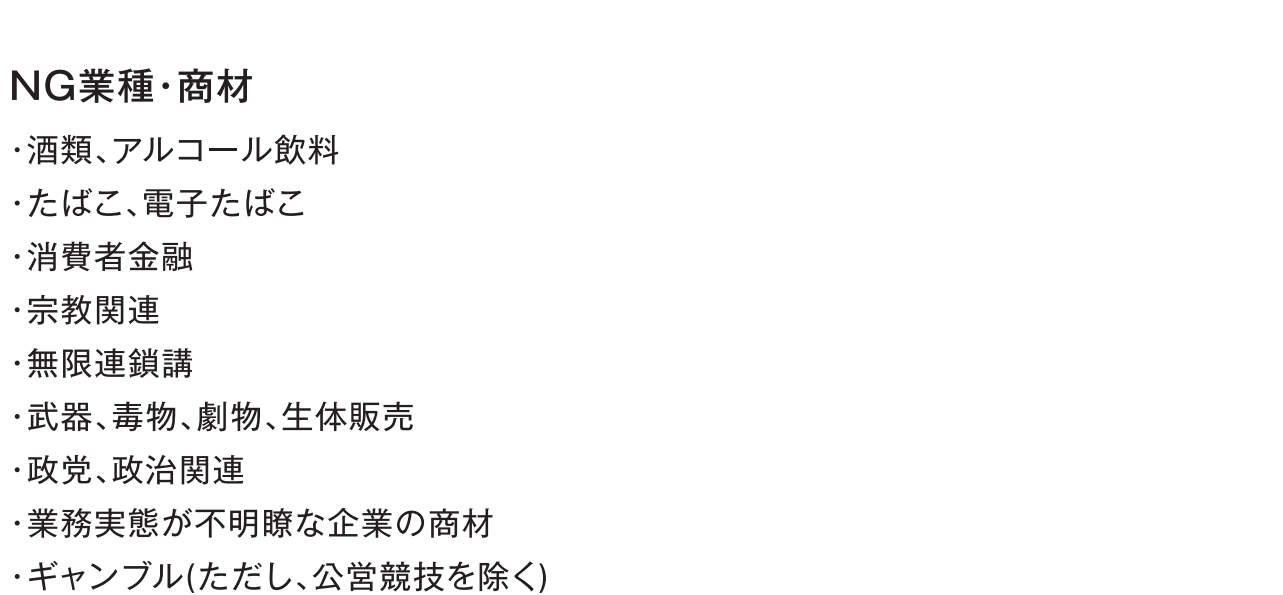 NG業種・商材
・酒類、アルコール飲料
・たばこ、電子たばこ
・消費者金融
・宗教関連
・無限連鎖講
・武器、毒物、劇物、生体販売
・政党、政治関連
・業務実態が不明瞭な企業の商材
・ギャンブル(ただし、公営競技を除く)